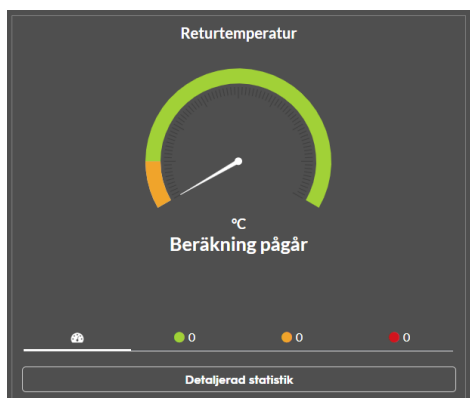 Returtemperatur
°C
Beräkning pågår
0 0 0
Detaljerad statistik